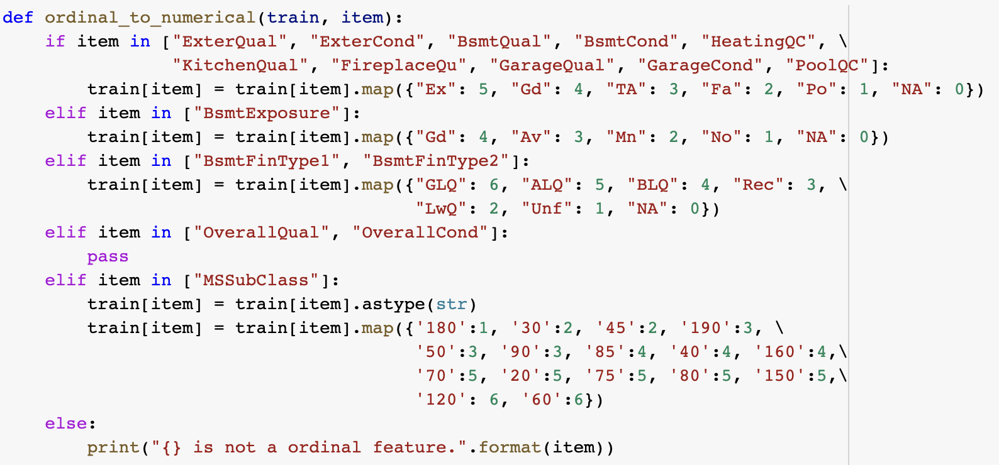 def ordinal_to_numerical(train, item):
    if item in ["ExterQual", "ExterCond", "BsmtQual", "BsmtCond", "HeatingQC", \
                "KitchenQual", "FireplaceQu", "GarageQual", "GarageCond", "PoolQC"]:
        train[item] = train[item].map({"Ex": 5, "Gd": 4, "TA": 3, "Fa": 2, "Po": 1, "NA": 0})
    elif item in ["BsmtExposure"]:
        train[item] = train[item].map({"Gd": 4, "Av": 3, "Mn": 2, "No": 1, "NA": 0})
    elif item in ["BsmtFinType1", "BsmtFinType2"]:
        train[item] = train[item].map({"GLQ": 6, "ALQ": 5, "BLQ": 4, "Rec": 3, \
                                       "LwQ": 2, "Unf": 1, "NA": 0})
    elif item in ["OverallQual", "OverallCond"]:
        pass
    elif item in ["MSSubClass"]:
        train[item] = train[item].astype(str)
        train[item] = train[item].map({'180':1, '30':2, '45':2, '190':3, \
                                       '50':3, '90':3, '85':4, '40':4, '160':4,\
                                       '70':5, '20':5, '75':5, '80':5, '150':5,\
                                       '120': 6, '60':6})
    else:
        print("{} is not a ordinal feature.".format(item))